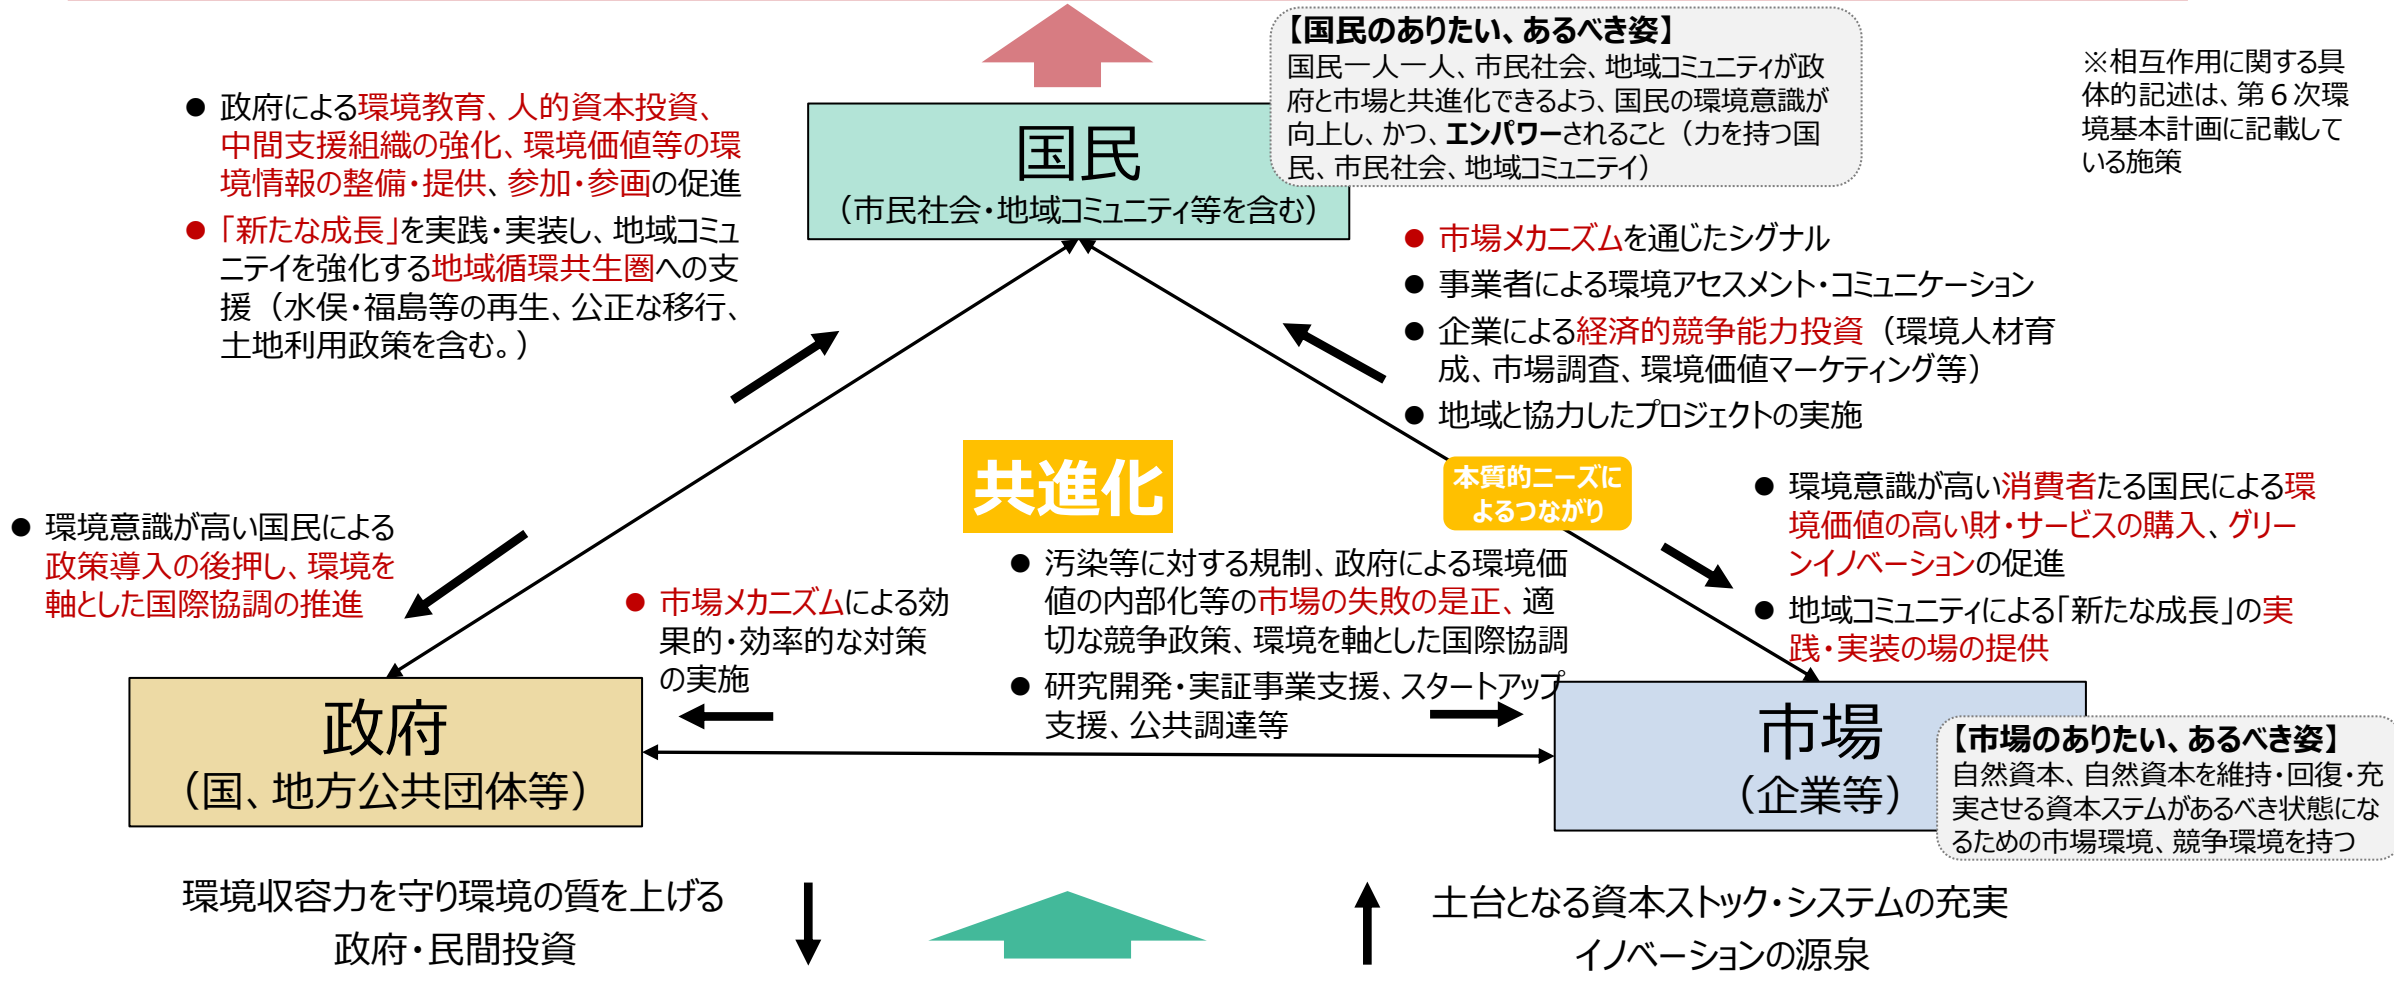 【国民のありたい、あるべき姿】
国民一人一人、市民社会、地域コミュニティが政
府と市場と共進化できるよう、国民の環境意識が
向上し、かつ、エンパワーされること（力を持つ国
民、市民社会、地域コミュニテイ）
※相互作用に関する具
体的記述は、第６次環
境基本計画に記載して
いる施策
● 政府による環境教育、人的資本投資、
中間支援組織の強化、環境価値等の環
境情報の整備・提供、参加・参画の促進
● 「新たな成長」を実践・実装し、地域コミュ
ニテイを強化する地域循環共生圏への支
援（水俣・福島等の再生、公正な移行、
土地利用政策を含む。）
国民
（市民社会・地域コミュニティ等を含む）
● 市場メカニズムを通じたシグナル
● 事業者による環境アセスメント・コミュニケーション
● 企業による経済的競争能力投資（環境人材育
成、市場調査、環境価値マーケティング等）
● 地域と協力したプロジェクトの実施
共進化
本質的ニーズに
よるつながり
● 環境意識が高い消費者たる国民による環
境価値の高い財・サービスの購入、グリー
ンイノベーションの促進
● 地域コミュニティによる「新たな成長」の実
践・実装の場の提供
● 環境意識が高い国民による
政策導入の後押し、環境を
軸とした国際協調の推進
● 市場メカニズムによる効
果的・効率的な対策
の実施
● 汚染等に対する規制、政府による環境価
値の内部化等の市場の失敗の是正、適
切な競争政策、環境を軸とした国際協調
● 研究開発・実証事業支援、スタートアップ
支援、公共調達等
政府
（国、地方公共団体等）
市場
（企業等）
【市場のありたい、あるべき姿】
自然資本、自然資本を維持・回復・充
実させる資本ステムがあるべき状態にな
るための市場環境、競争環境を持つ
環境収容力を守り環境の質を上げる
政府・民間投資
土台となる資本ストック・システムの充実
イノベーションの源泉